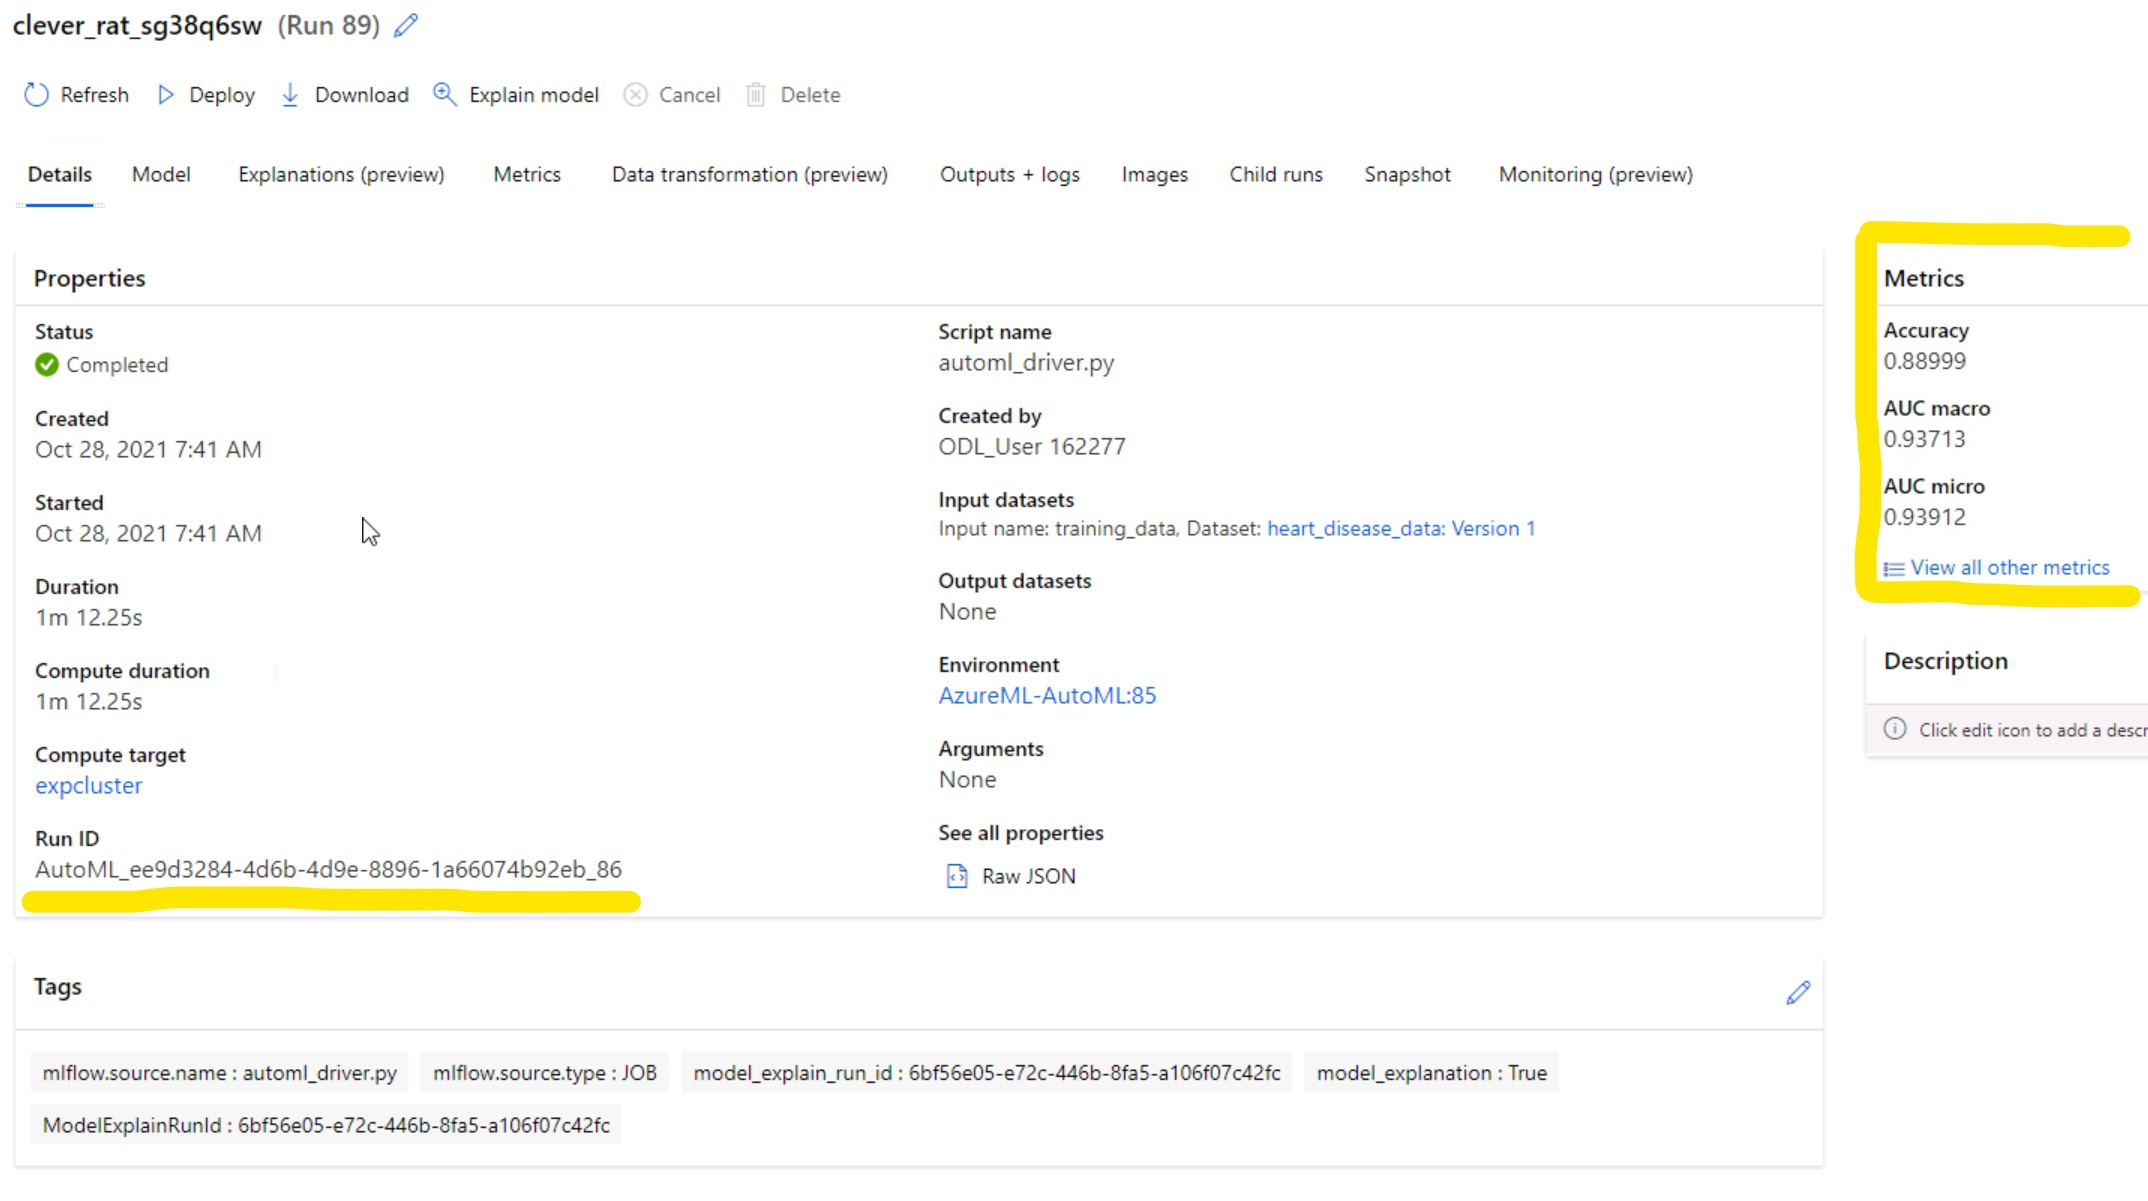 clever_rat_sg38q6sw (Run 89)
Refresh Deploy Download Explain model Cancel Delete
Details Model Explanations (preview) Metrics Data transformation (preview) Outputs + logs Images Child runs Snapshot Monitoring (preview)
Properties
Status
Completed
Created
Oct 28, 2021 7:41 AM
Started
Oct 28, 2021 7:41 AM
Duration
1m 12.25s
Compute duration
1m 12.25s
Compute target
expcluster
Run ID
AutoML_ee9d3284-4d6b-4d9e-8896-1a66074b92eb_86
Script name
automl_driver.py
Created by
ODL_User 162277
Input datasets
Input name: training_data, Dataset: heart_disease_data: Version 1
Output datasets
None
Environment
AzureML-AutoML:85
Arguments
None
See all properties
Raw JSON
Metrics
Accuracy
0.88999
AUC macro
0.93713
AUC micro
0.93912
View all other metrics
Description
Click edit icon to add a descr
Tags
mlflow.source.name : automl_driver.py mlflow.source.type : JOB model_explain_run_id : 6bf56e05-e72c-446b-8fa5-a106f07c42fc model_explanation : True
ModelExplainRunId : 6bf56e05-e72c-446b-8fa5-a106f07c42fc